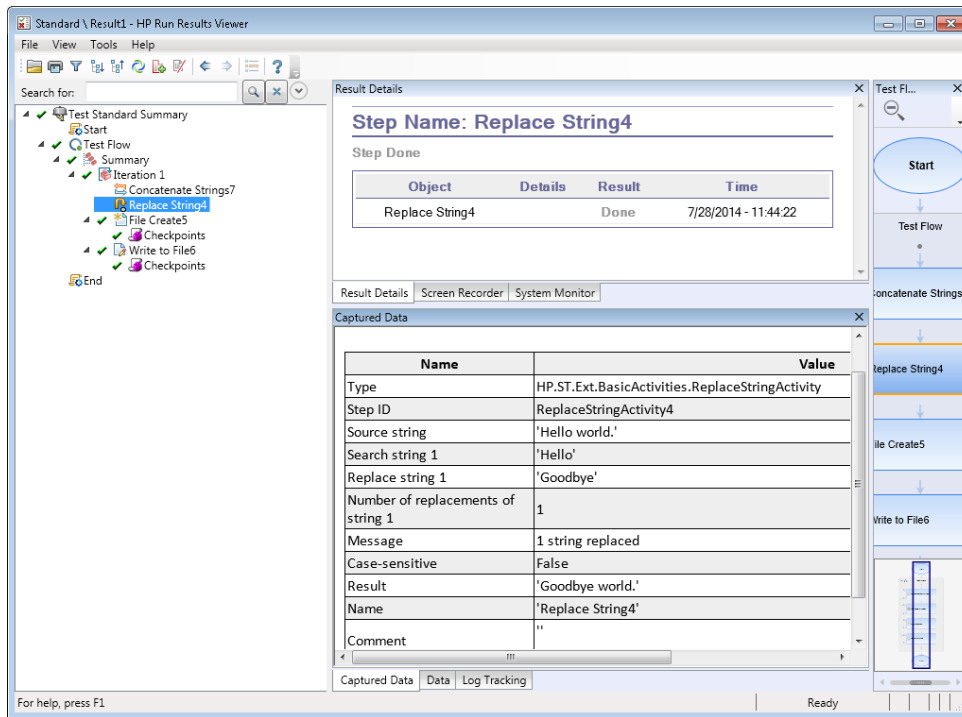 Standard \ Result1 - HP Run Results Viewer
File View Tools Help
Search for:
Test Standard Summary
Start
Test Flow
Summary
Iteration 1
Concatenate Strings7
Replace String4
File Create5
Checkpoints
Write to File6
Checkpoints
End
Result Details
Step Name: Replace String4
Step Done
Object Details Result Time
Replace String4 Done 7/28/2014 - 11:44:22
Result Details Screen Recorder System Monitor
Captured Data
Name Value
Type HP.ST.Ext.BasicActivities.ReplaceStringActivity
Step ID ReplaceStringActivity4
Source string 'Hello world.'
Search string 1 'Hello'
Replace string 1 'Goodbye'
Number of replacements of
string 1 1
Message 1 string replaced
Case-sensitive False
Result 'Goodbye world.'
Name 'Replace String4'
Comment ''
Captured Data Data Log Tracking
Test Fl...
Start
Test Flow
Concatenate Strings
Replace String4
ile Create5
Write to File6
For help, press F1 Ready